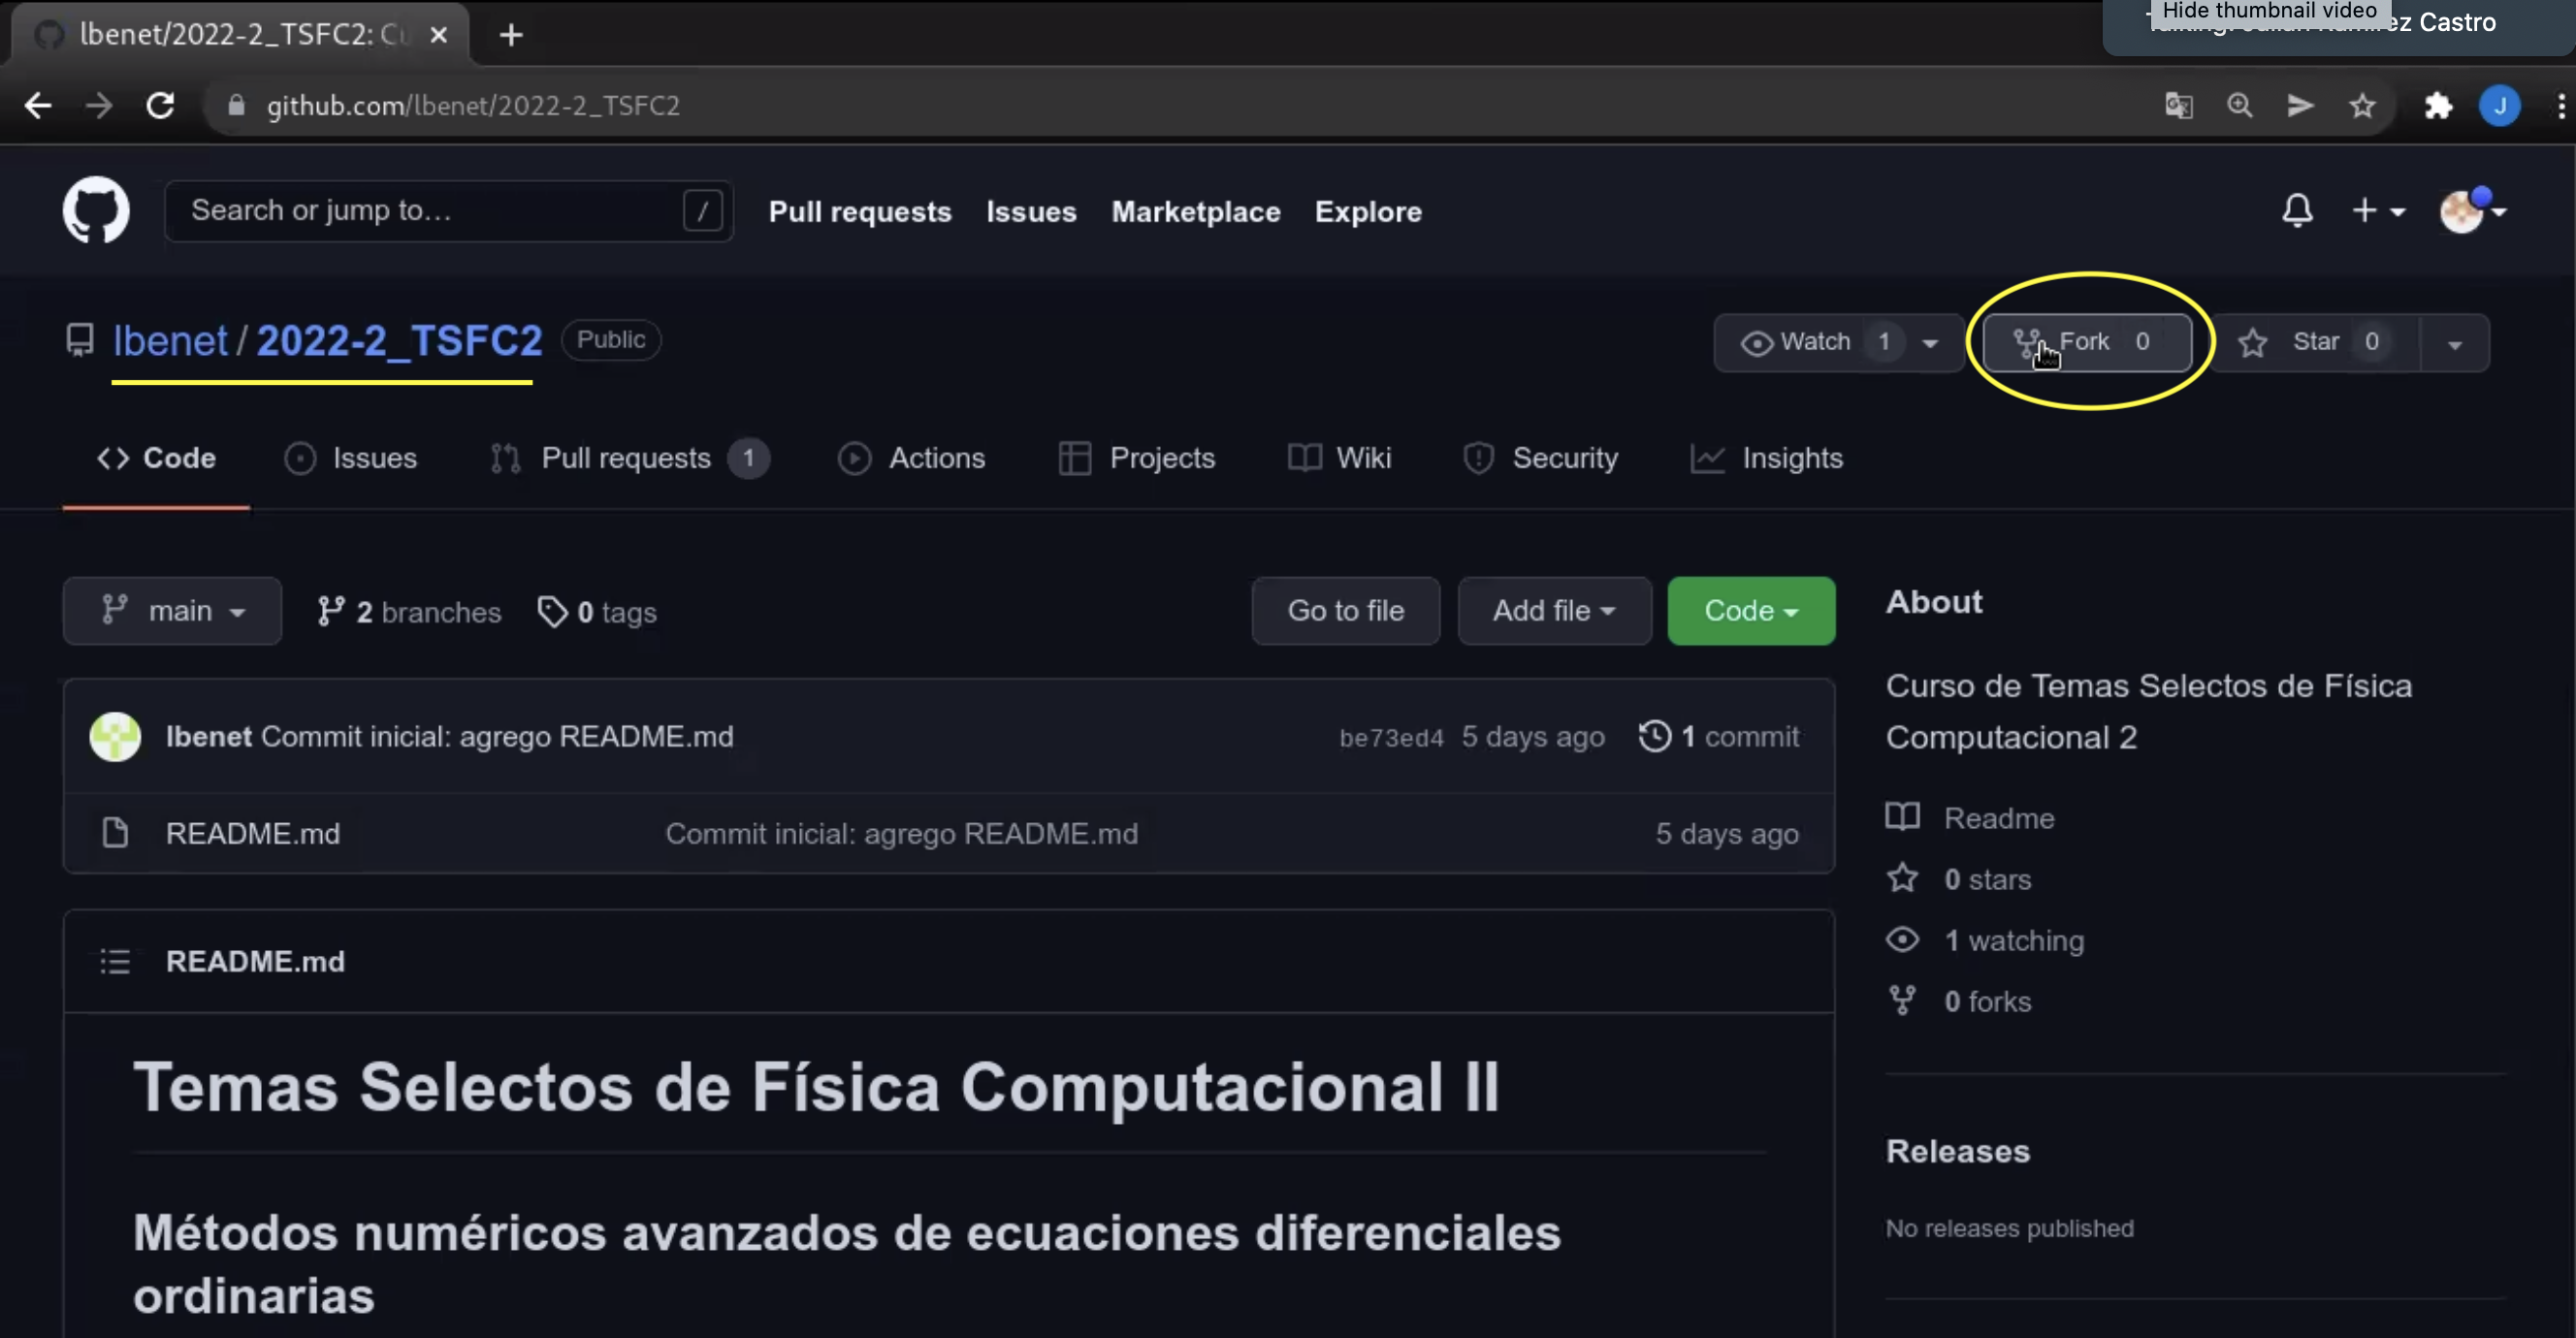 lbenet/2022-2_TSFC2:
Hide thumbnail video
ez Castro
github.com/lbenet/2022-2_TSFC2
J
Search or jump to…
/
Pull requests
Issues
Marketplace
Explore
lbenet / 2022-2_TSFC2
Public
Watch 1
Fork 0
Star 0
Code
Issues
Pull requests 1
Actions
Projects
Wiki
Security
Insights
main
2 branches
0 tags
Go to file
Add file
Code
About
Curso de Temas Selectos de Física
Computacional 2
lbenet Commit inicial: agrego README.md
be73ed4 5 days ago
1 commit
README.md
Commit inicial: agrego README.md
5 days ago
Readme
0 stars
1 watching
0 forks
README.md
Temas Selectos de Física Computacional II
Métodos numéricos avanzados de ecuaciones diferenciales
ordinarias
Releases
No releases published